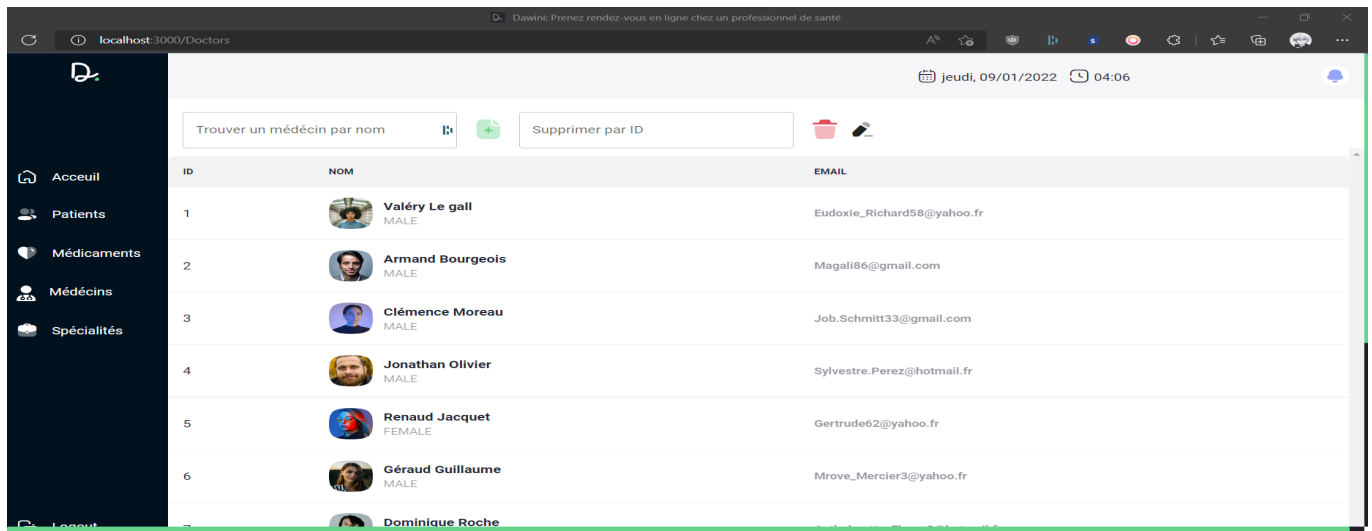 Dawini: Prenez rendez-vous en ligne chez un professionnel de santé
localhost:3000/Doctors
D.
jeudi, 09/01/2022 04:06
Trouver un médécin par nom
Supprimer par ID
Acceuil
Patients
Médicaments
Médécins
Spécialités
Logout
ID NOM EMAIL
1 Valéry Le gall Eudoxie_Richard58@yahoo.fr
MALE
2 Armand Bourgeois Magali86@gmail.com
MALE
3 Clémence Moreau Job.Schmitt33@gmail.com
MALE
4 Jonathan Olivier Sylvestre.Perez@hotmail.fr
MALE
5 Renaud Jacquet Gertrude62@yahoo.fr
FEMALE
6 Géraud Guillaume Mrove_Mercier3@yahoo.fr
MALE
Dominique Roche